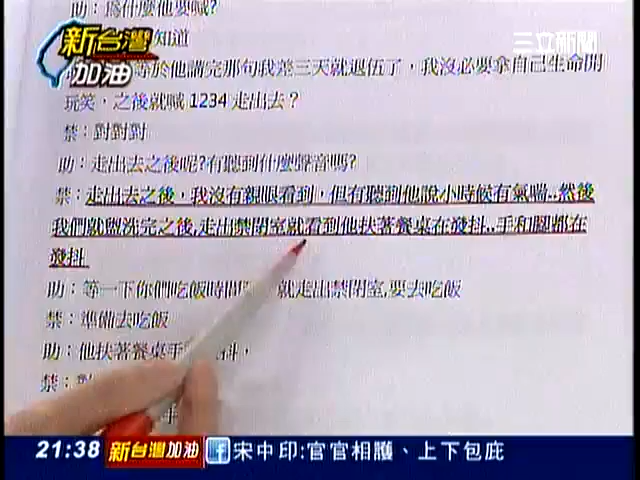 助：為什麼他要喊?
新台灣
加油
知道
三立新聞
等於他講完那句我差三天就退伍了，我沒必要拿自己生命開
玩笑，之後就喊1234走出去？
禁：對對對
助：走出去之後呢?有聽到什麼聲音嗎?
禁：走出去之後，我沒有親眼看到，但有聽到他說小時候有氣喘..然後
我們就盥洗完之後,走出禁閉室就看到他扶著餐桌在發抖..手和腳都在
發抖
助：等一下你們吃飯時間 就走出禁閉室,要去吃飯
禁：準備去吃飯
助：他扶著餐桌手 抖，
禁：
21:38 新台灣加油 f 宋中印:官官相護、上下包庇